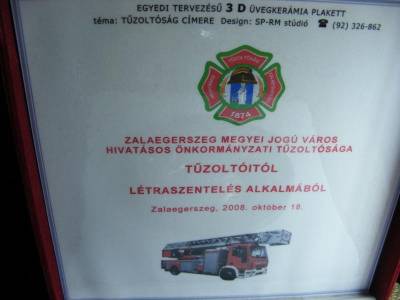 EGYEDI TERVEZÉSŰ 3 D ÜVEGKERÁMIA PLAKETT
téma: TŰZOLTÓSÁG CÍMERE Design: SP-RM stúdió ☎ (92) 326-862
1874
ZALAEGERSZEG MEGYEI JOGÚ VÁROS
HIVATÁSOS ÖNKORMÁNYZATI TŰZOLTÓSÁGA
TŰZOLTÓITÓL
LÉTRASZENTELÉS ALKALMÁBÓL
Zalaegerszeg, 2008. október 18.